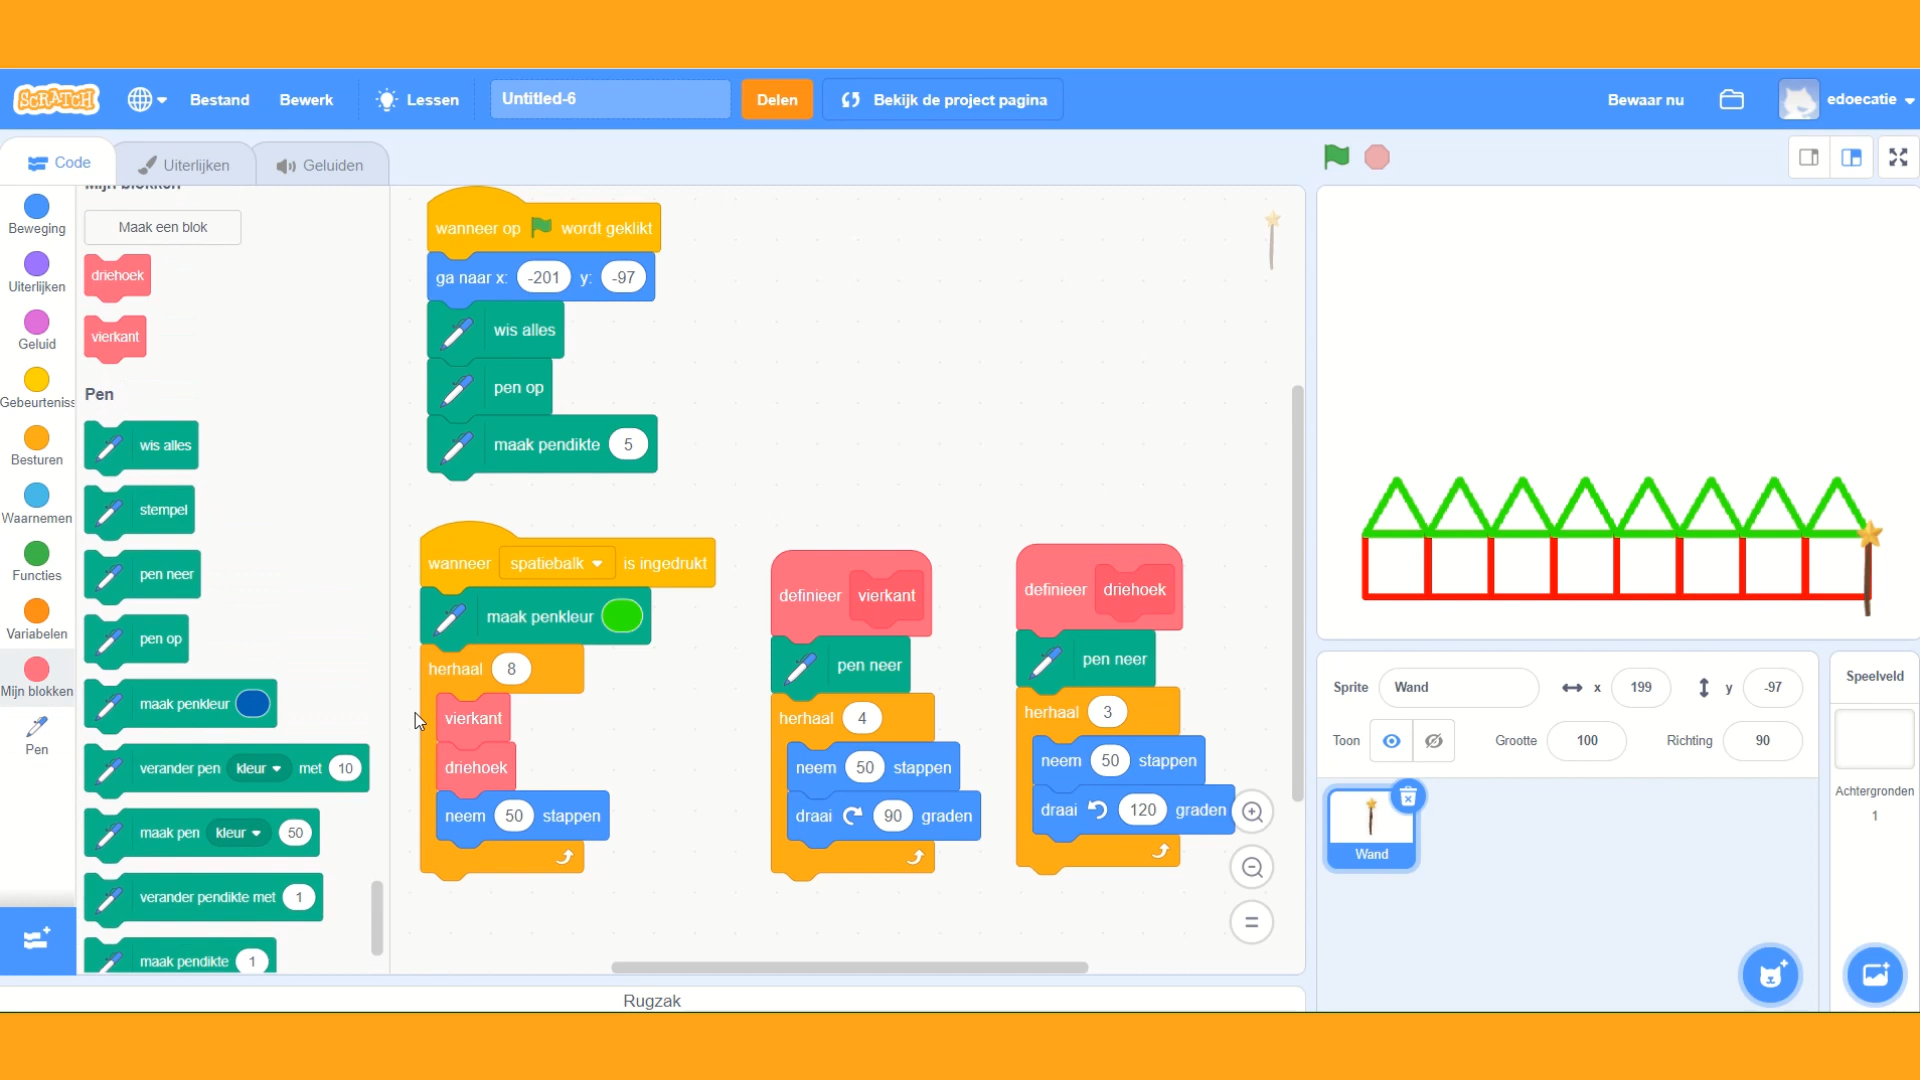 SCRATCH
Bestand
Bewerk
Lessen
Untitled-6
Delen
Bekijk de project pagina
Bewaar nu
edoecatie
Code
Uiterlijken
Geluiden
Beweging
Uiterlijken
Geluid
Gebeurteniss
Besturen
Waarnemen
Functies
Variabelen
Mijn blokken
Pen
Mijn blokken
Maak een blok
driehoek
vierkant
Pen
wis alles
stempel
pen neer
pen op
maak penkleur
verander pen kleur met 10
maak pen kleur 50
verander pendikte met 1
maak pendikte 1
wanneer op wordt geklikt
ga naar x: -201 y: -97
wis alles
pen op
maak pendikte 5
wanneer spatiebalk is ingedrukt
maak penkleur
herhaal 8
vierkant
driehoek
neem 50 stappen
definieer vierkant
pen neer
herhaal 4
neem 50 stappen
draai 90 graden
definieer driehoek
pen neer
herhaal 3
neem 50 stappen
draai 120 graden
Rugzak
Sprite Wand x 199 y -97
Toon Grootte 100 Richting 90
Wand
Speelveld
Achtergronden
1